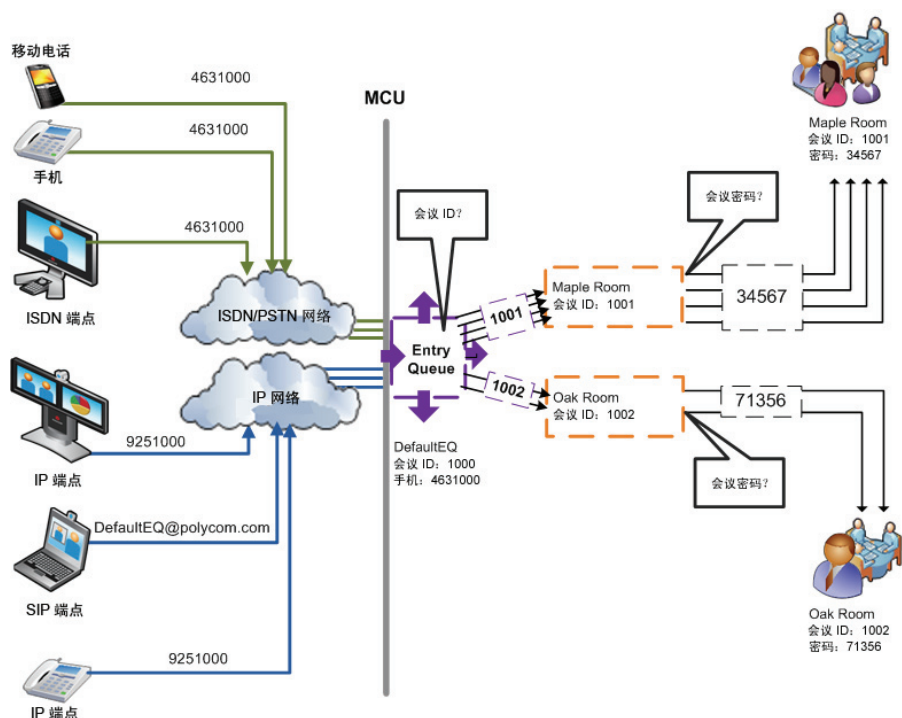 移动电话
4631000
MCU
4631000
手机
4631000
ISDN 端点
ISDN/PSTN 网络
IP 网络
9251000
IP 端点
DefaultEQ@polycom.com
SIP 端点
9251000
IP 端点
会议 ID?
Entry
Queue
DefaultEQ
会议 ID: 1000
手机: 4631000
1001
1002
Maple Room
会议 ID: 1001
Oak Room
会议 ID: 1002
会议密码?
34567
71356
会议密码?
Maple Room
会议 ID: 1001
密码: 34567
Oak Room
会议 ID: 1002
密码: 71356